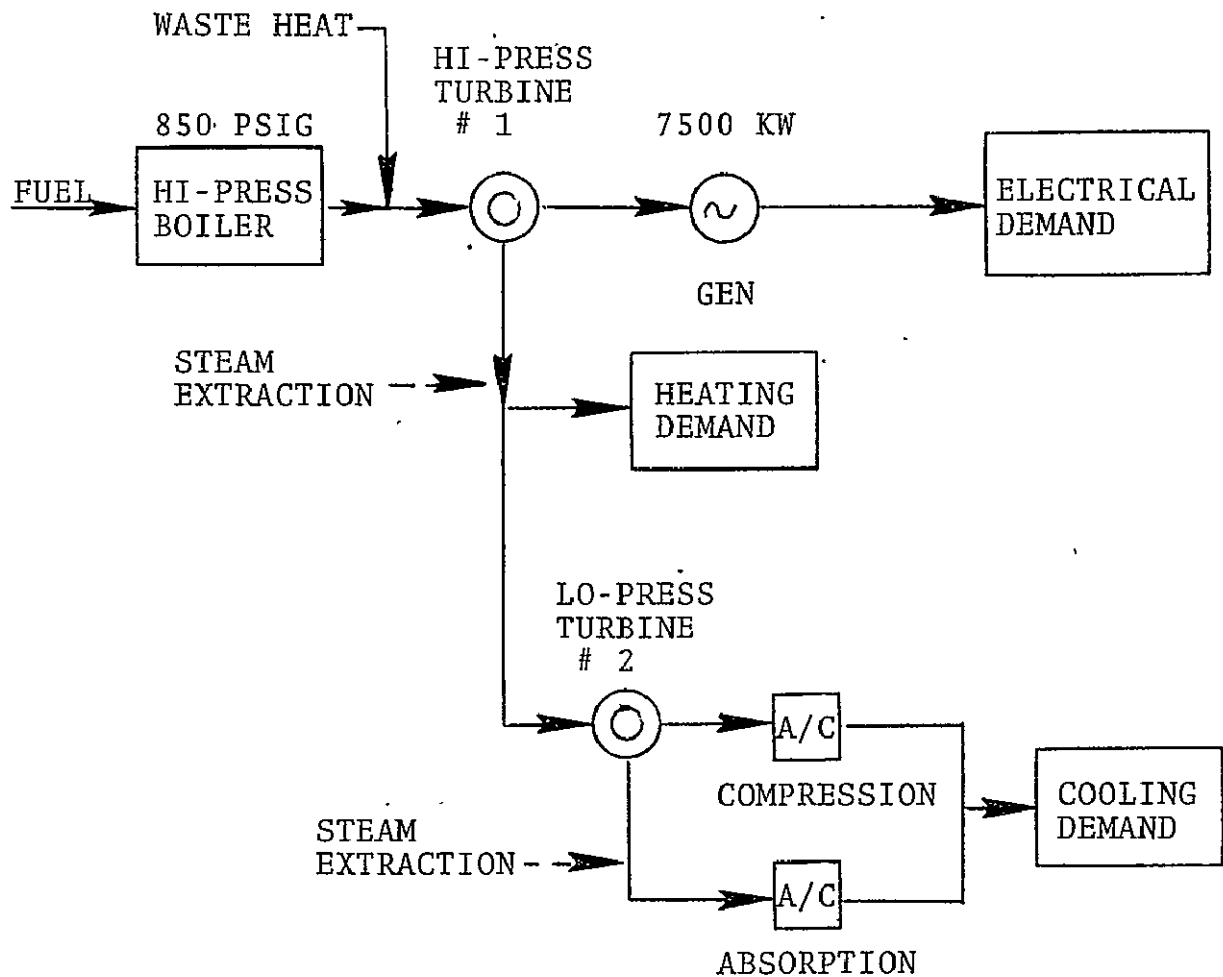 WASTE HEAT
HI-PRESS
TURBINE
# 1
850 PSIG
7500 KW
FUEL
HI-PRESS
BOILER
∼
ELECTRICAL
DEMAND
GEN
STEAM
EXTRACTION
HEATING
DEMAND
LO-PRESS
TURBINE
# 2
A/C
COMPRESSION
COOLING
DEMAND
STEAM
EXTRACTION
A/C
ABSORPTION